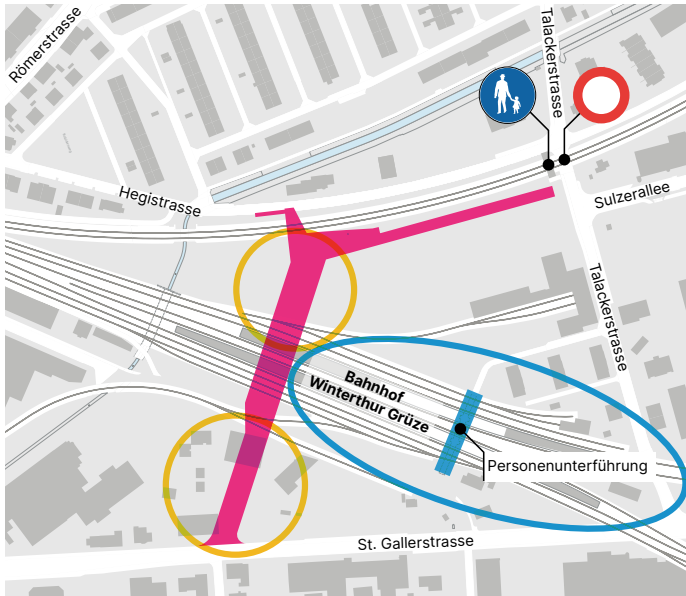 Römerstrasse
Talackerstrasse
Hegistrasse
Sulzerallee
Talackerstrasse
Bahnhof
Winterthur Grüze
Personenunterführung
St. Gallerstrasse